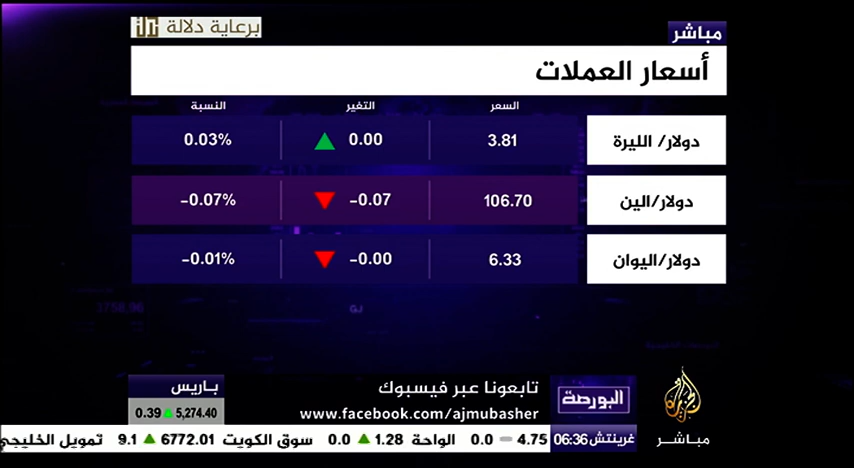 مباشر
برعاية دلالة
أسعار العملات
السعر التغير النسبة
دولار/ الليرة 3.81 0.00 0.03%
دولار/الين 106.70 -0.07 -0.07%
دولار/اليوان 6.33 -0.00 -0.01%
باريس
5,274.40 0.39
تابعونا عبر فيسبوك
www.facebook.com/ajmubasher
البورصة
الجزيرة
مباشر
غرينتش 06:36
4.75 0.0 الواحة 1.28 0.0 سوق الكويت 6772.01 9.1 تمويل الخليجي